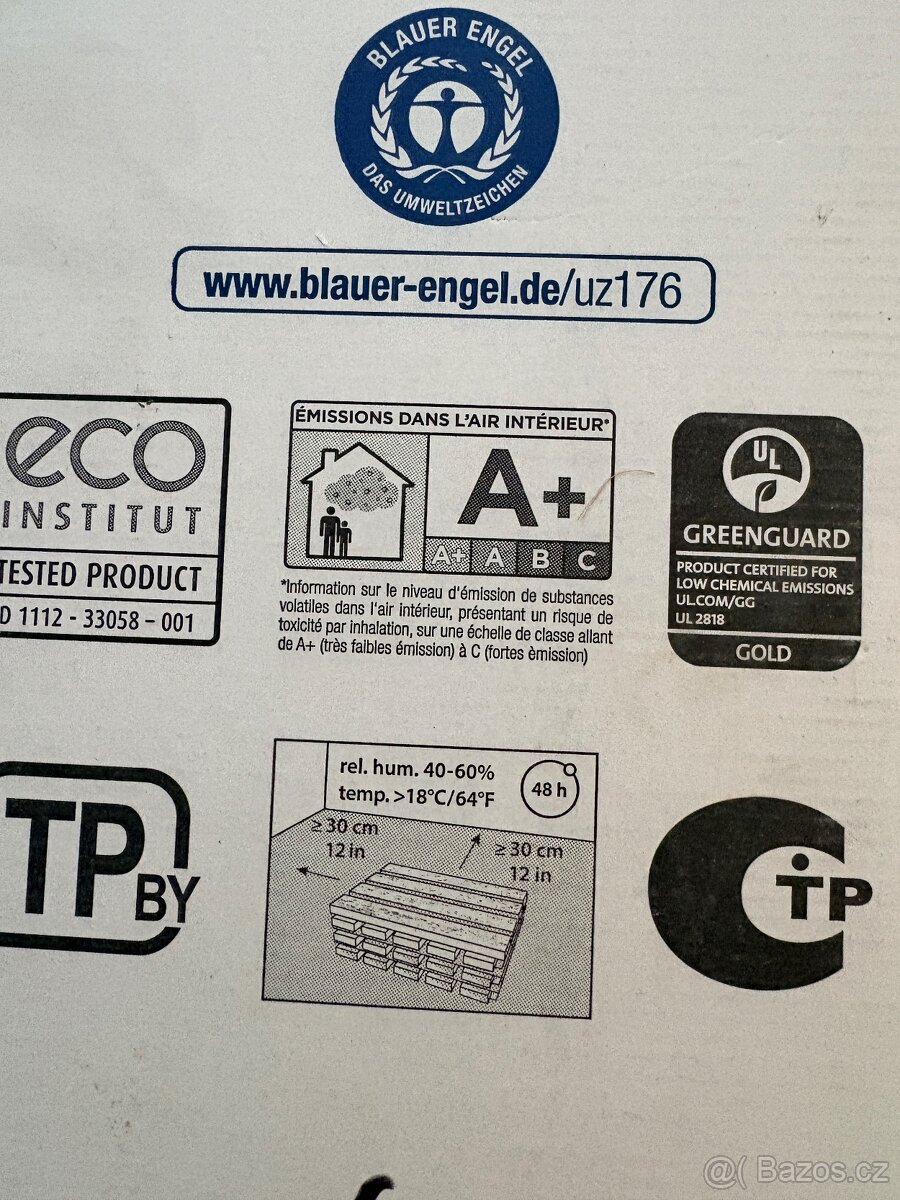 BLAUER ENGEL
DAS UMWELTZEICHEN
www.blauer-engel.de/uz176
eco
INSTITUT
TESTED PRODUCT
D 1112 - 33058 - 001
ÉMISSIONS DANS L'AIR INTÉRIEUR*
A+
A+ A B C
*Information sur le niveau d'émission de substances
volatiles dans l'air intérieur, présentant un risque de
toxicité par inhalation, sur une échelle de classe allant
de A+ (très faibles émission) à C (fortes èmission)
UL
GREENGUARD
PRODUCT CERTIFIED FOR
LOW CHEMICAL EMISSIONS
UL.COM/GG
UL 2818
GOLD
TP BY
rel. hum. 40-60%
temp. >18°C/64°F
48 h
≥ 30 cm
12 in
≥ 30 cm
12 in
TP
@( Bazos.cz